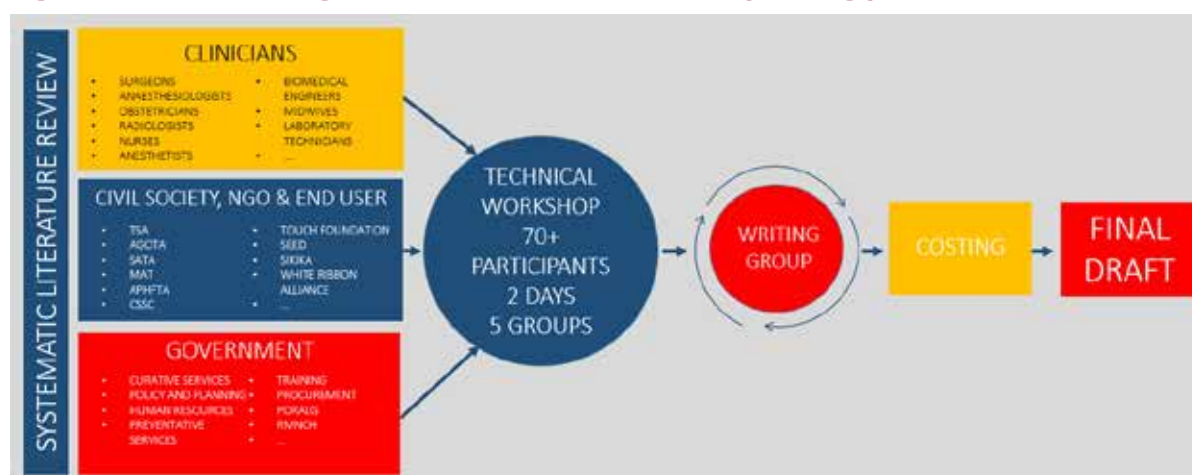 SYSTEMATIC LITERATURE REVIEW
CLINICIANS
• SURGEONS
• ANAESTHESIOLOGISTS
• OBSTETRICIANS
• RADIOLOGISTS
• NURSES
• ANESTHETISTS
• BIOMEDICAL
ENGINEERS
• MIDWIVES
• LABORATORY
TECHNICIANS
• ...
CIVIL SOCIETY, NGO & END USER
• TSA
• AGOTA
• SATA
• MAT
• APHFTA
• CSSC
• TOUCH FOUNDATION
• SEED
• SIKIKA
• WHITE RIBBON
ALLIANCE
• ...
GOVERNMENT
• CURATIVE SERVICES
• POLICY AND PLANNING
• HUMAN RESOURCES
• PREVENTATIVE
SERVICES
• TRAINING
• PROCUREMENT
• PORALG
• RMNCH
• ...
TECHNICAL
WORKSHOP
70+
PARTICIPANTS
2 DAYS
5 GROUPS
WRITING
GROUP
COSTING
FINAL
DRAFT